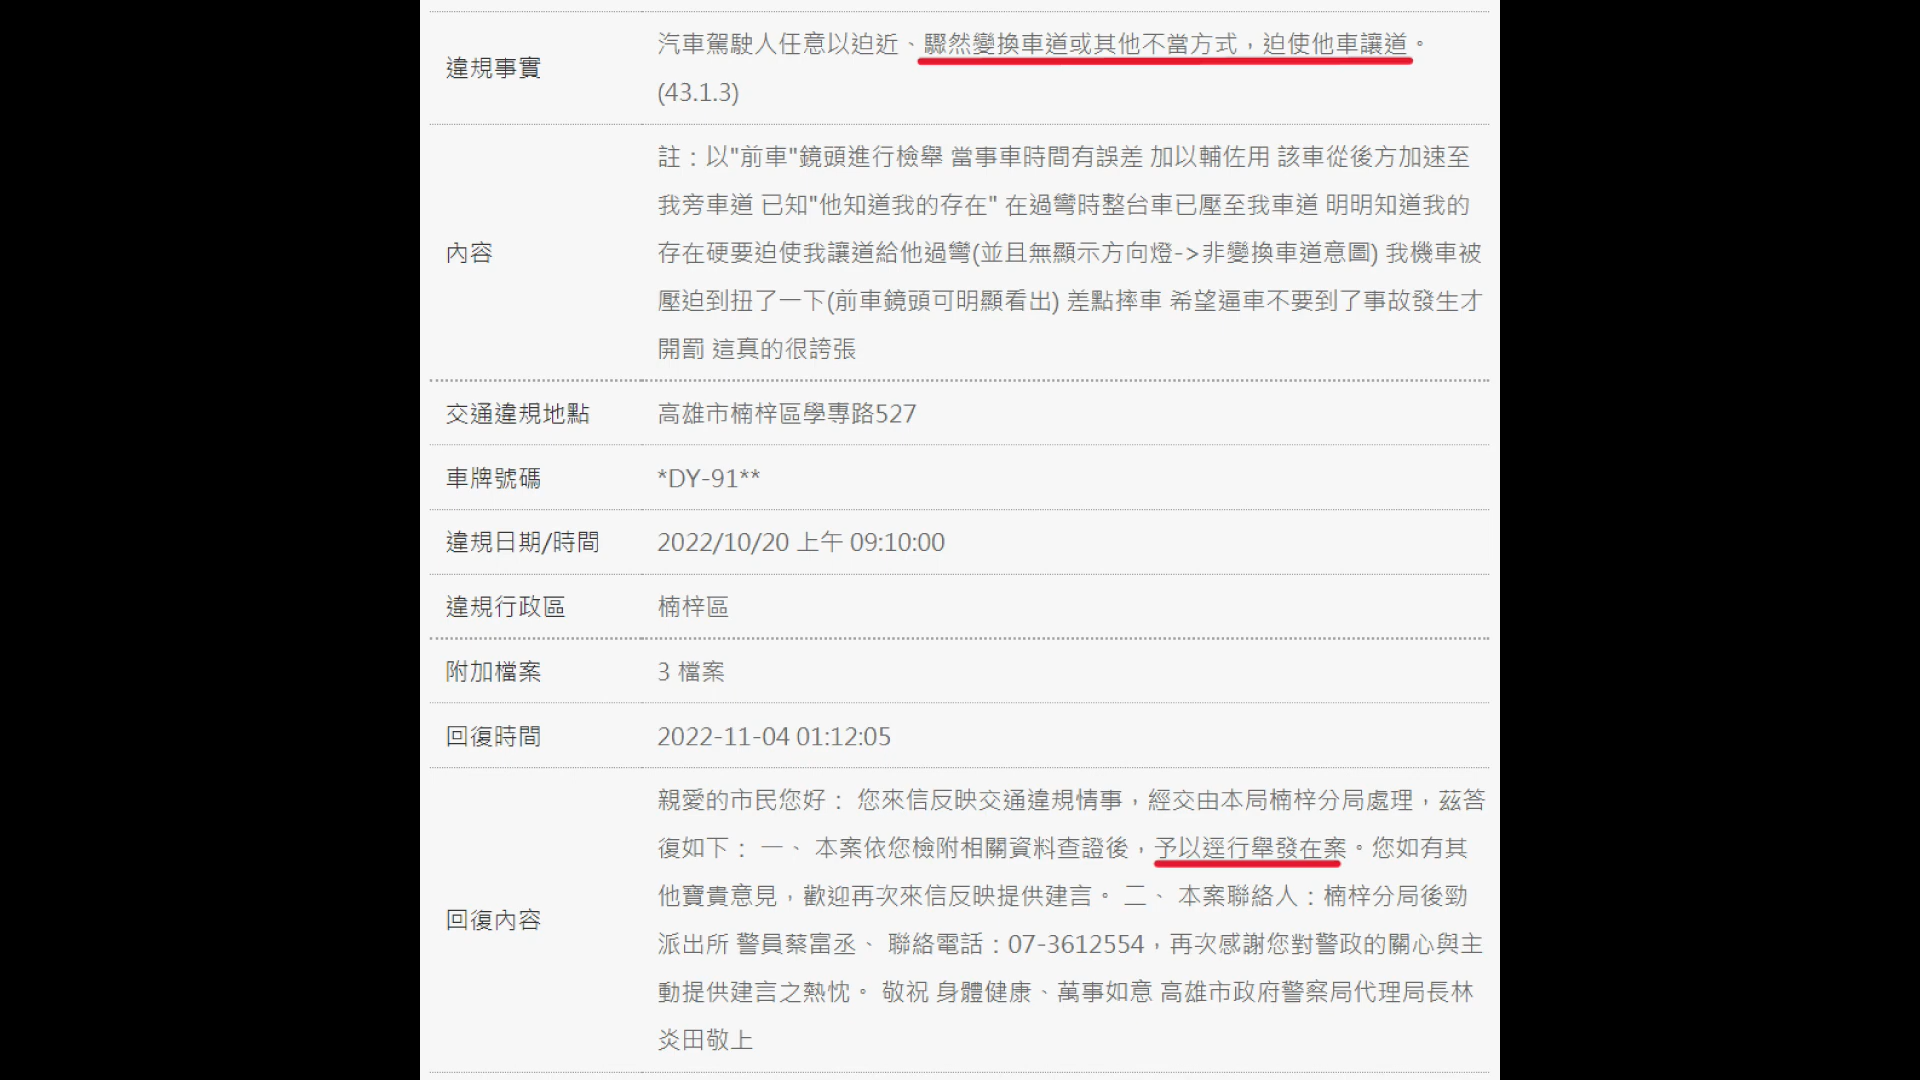 違規事實
汽車駕駛人任意以迫近、驟然變換車道或其他不當方式，迫使他車讓道。
(43.1.3)
內容
註：以"前車"鏡頭進行檢舉 當事車時間有誤差 加以輔佐用 該車從後方加速至
我旁車道 已知"他知道我的存在" 在過彎時整台車已壓至我車道 明明知道我的
存在硬要迫使我讓道給他過彎(並且無顯示方向燈->非變換車道意圖) 我機車被
壓迫到扭了一下(前車鏡頭可明顯看出) 差點摔車 希望逼車不要到了事故發生才
開罰 這真的很誇張
交通違規地點
高雄市楠梓區學專路527
車牌號碼
*DY-91**
違規日期/時間
2022/10/20 上午 09:10:00
違規行政區
楠梓區
附加檔案
3 檔案
回復時間
2022-11-04 01:12:05
回復內容
親愛的市民您好： 您來信反映交通違規情事，經交由本局楠梓分局處理，茲答
復如下： 一、 本案依您檢附相關資料查證後，予以逕行舉發在案。您如有其
他寶貴意見，歡迎再次來信反映提供建言。 二、 本案聯絡人：楠梓分局後勁
派出所 警員蔡富丞、 聯絡電話：07-3612554，再次感謝您對警政的關心與主
動提供建言之熱忱。 敬祝 身體健康、萬事如意 高雄市政府警察局代理局長林
炎田敬上